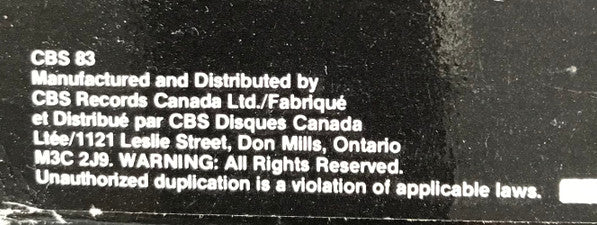 CBS 83
Manufactured and Distributed by
CBS Records Canada Ltd./Fabriqué
et Distribué par CBS Disques Canada
Ltée/1121 Leslie Street, Don Mills, Ontario
M3C 2J9. WARNING: All Rights Reserved.
Unauthorized duplication is a violation of applicable laws.